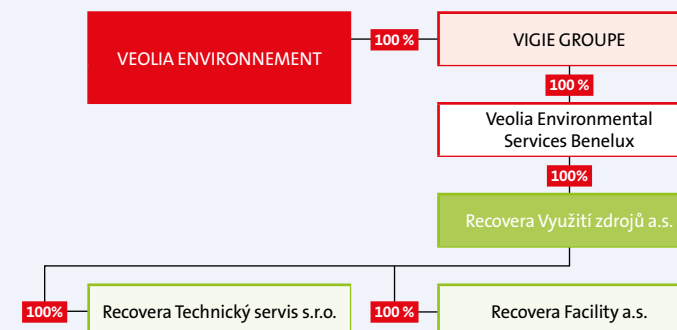 VEOLIA ENVIRONNEMENT
100 %
VIGIE GROUPE
100 %
Veolia Environmental
Services Benelux
100%
Recovera Využití zdrojů a.s.
100%
Recovera Technický servis s.r.o.
100 %
Recovera Facility a.s.